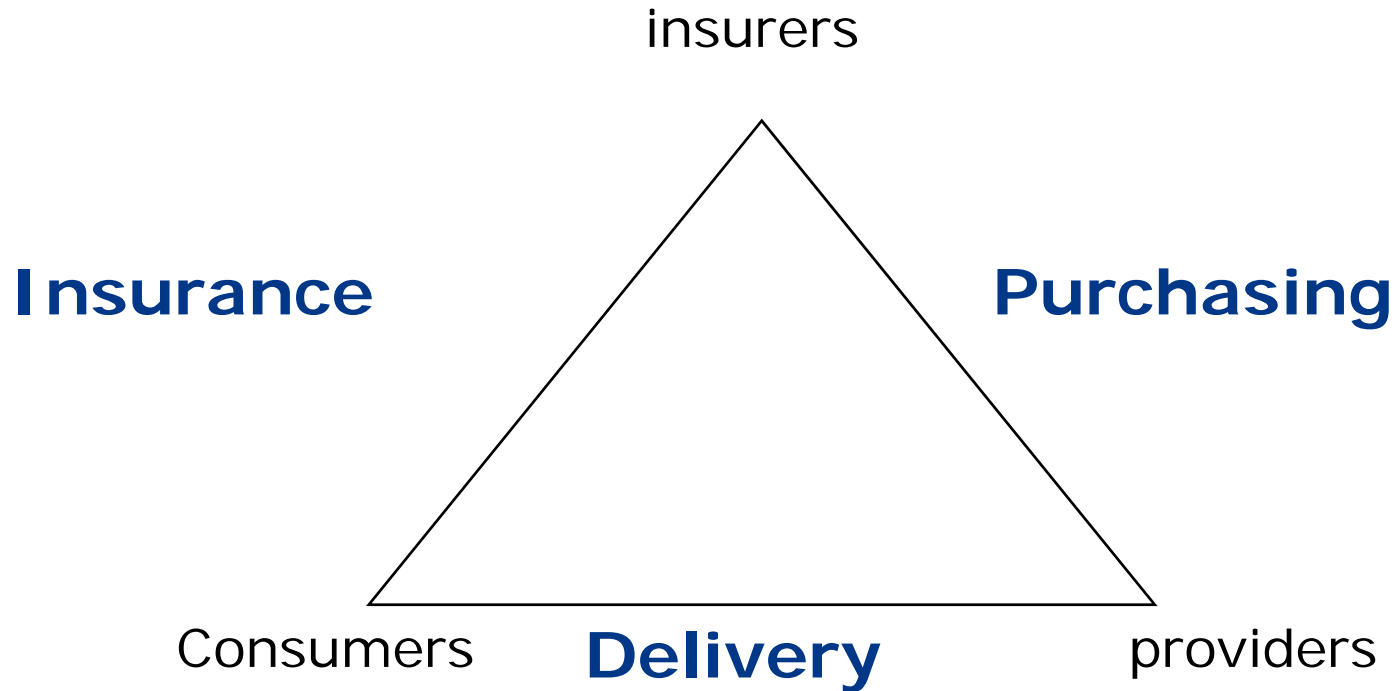 insurers
Insurance
Purchasing
Consumers
Delivery
providers